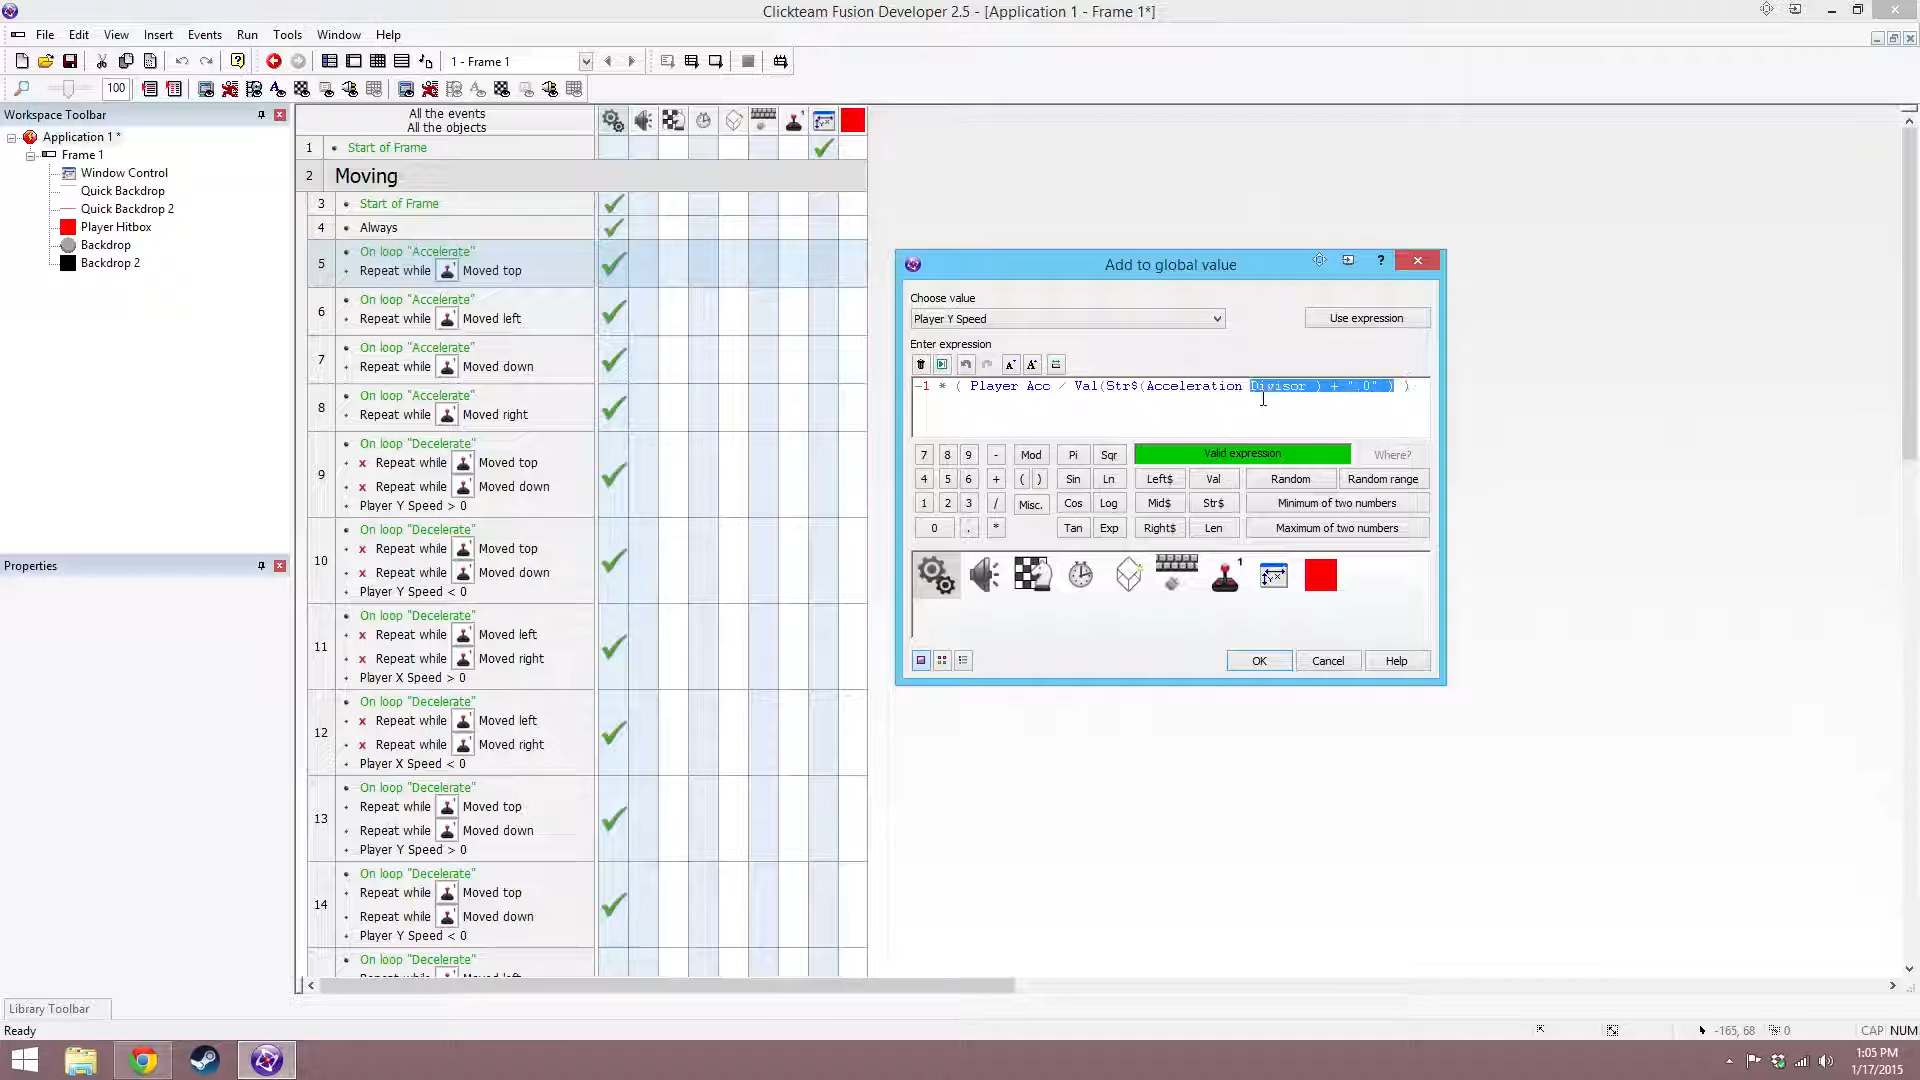 Clickteam Fusion Developer 2.5 - [Application 1 - Frame 1*]
File Edit View Insert Events Run Tools Window Help
1 - Frame 1
100
Workspace Toolbar
Application 1 *
Frame 1
Window Control
Quick Backdrop
Quick Backdrop 2
Player Hitbox
Backdrop
Backdrop 2
Properties
All the events
All the objects
1 Start of Frame
2 Moving
3 Start of Frame
4 Always
5 On loop "Accelerate"
Repeat while Moved top
6 On loop "Accelerate"
Repeat while Moved left
7 On loop "Accelerate"
Repeat while Moved down
8 On loop "Accelerate"
Repeat while Moved right
9 On loop "Decelerate"
X Repeat while Moved top
X Repeat while Moved down
Player Y Speed > 0
10 On loop "Decelerate"
X Repeat while Moved top
X Repeat while Moved down
Player Y Speed < 0
11 On loop "Decelerate"
X Repeat while Moved left
X Repeat while Moved right
Player X Speed > 0
12 On loop "Decelerate"
X Repeat while Moved left
X Repeat while Moved right
Player X Speed < 0
13 On loop "Decelerate"
Repeat while Moved top
Repeat while Moved down
Player Y Speed > 0
14 On loop "Decelerate"
Repeat while Moved top
Repeat while Moved down
Player Y Speed < 0
On loop "Decelerate"
Add to global value
Choose value
Player Y Speed
Use expression
Enter expression
-1 * ( Player Acc / Val(Str$(Acceleration Divisor ) + ".0" ) )
7 8 9 - Mod Pi Sqr Valid expression Where?
4 5 6 + ( ) Sin Ln Left$ Val Random Random range
1 2 3 / Misc. Cos Log Mid$ Str$ Minimum of two numbers
0 . * Tan Exp Right$ Len Maximum of two numbers
OK Cancel Help
Library Toolbar
Ready
-165, 68
0
CAP NUM
1:05 PM
1/17/2015